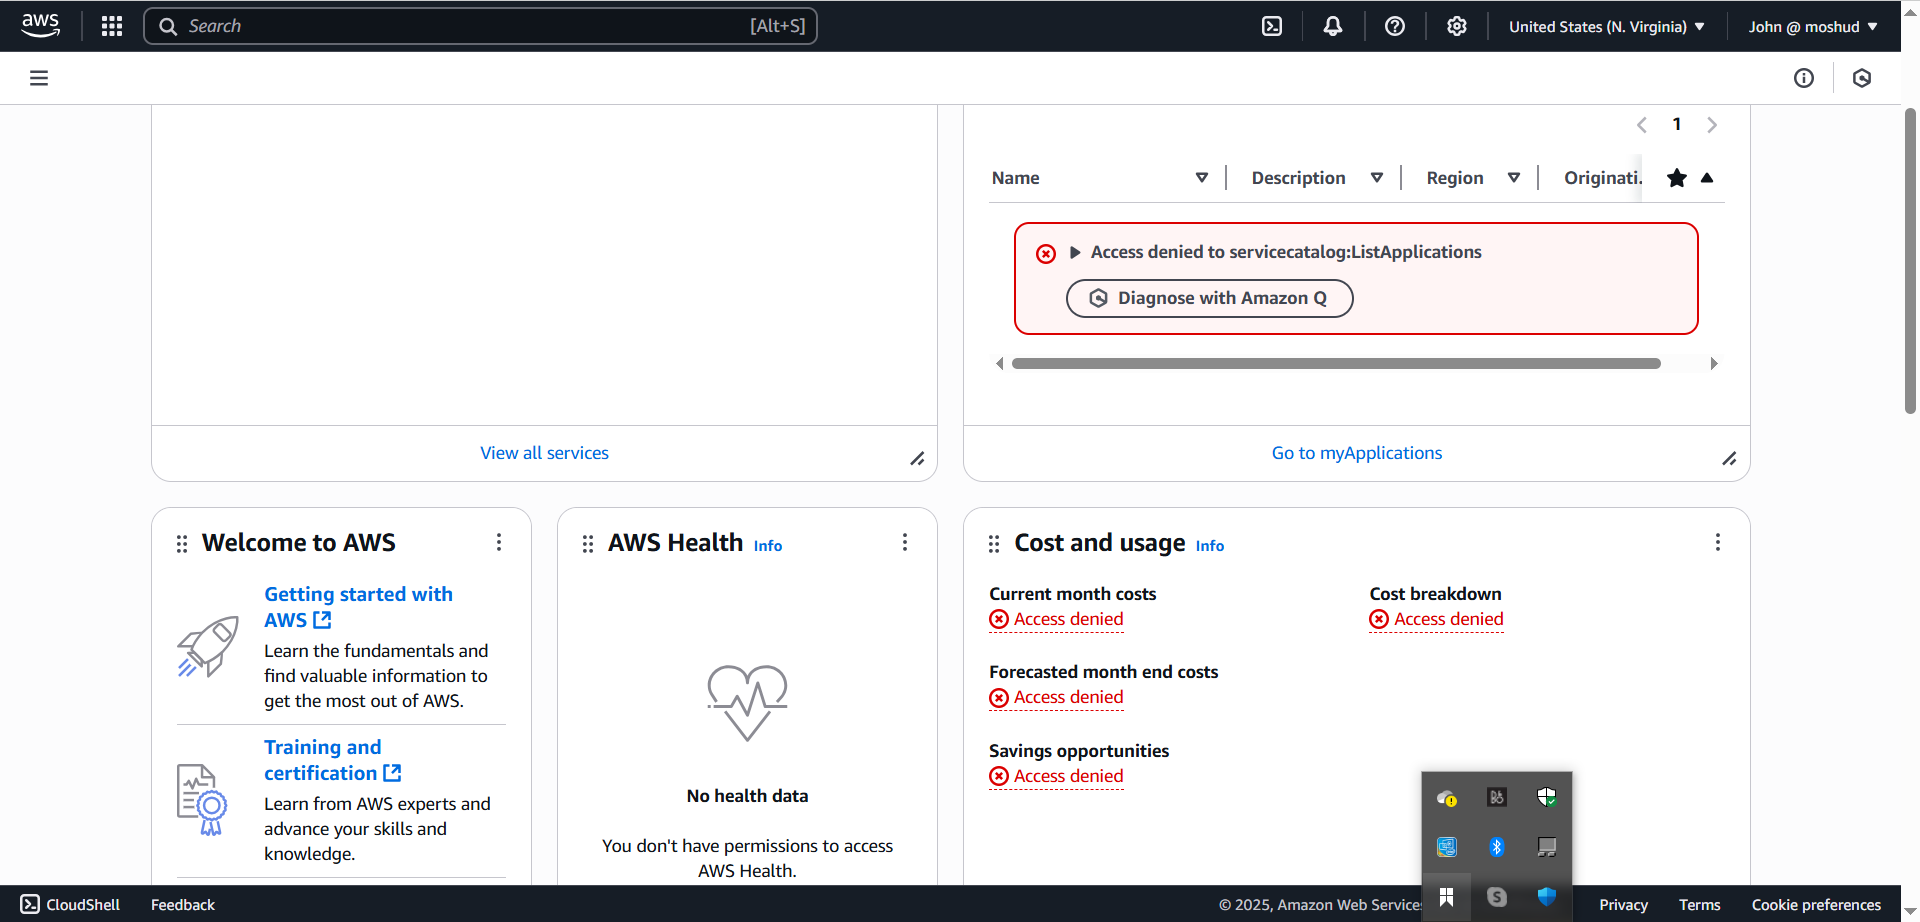 aws
Search
[Alt+S]
United States (N. Virginia)
John @ moshud
1
Name
Description
Region
Originati.
Access denied to servicecatalog:ListApplications
Diagnose with Amazon Q
View all services
Go to myApplications
Welcome to AWS
Getting started with
AWS
Learn the fundamentals and
find valuable information to
get the most out of AWS.
Training and
certification
Learn from AWS experts and
advance your skills and
knowledge.
AWS Health Info
No health data
You don't have permissions to access
AWS Health.
Cost and usage Info
Current month costs
Access denied
Cost breakdown
Access denied
Forecasted month end costs
Access denied
Savings opportunities
Access denied
CloudShell
Feedback
© 2025, Amazon Web Service
Privacy
Terms
Cookie preferences